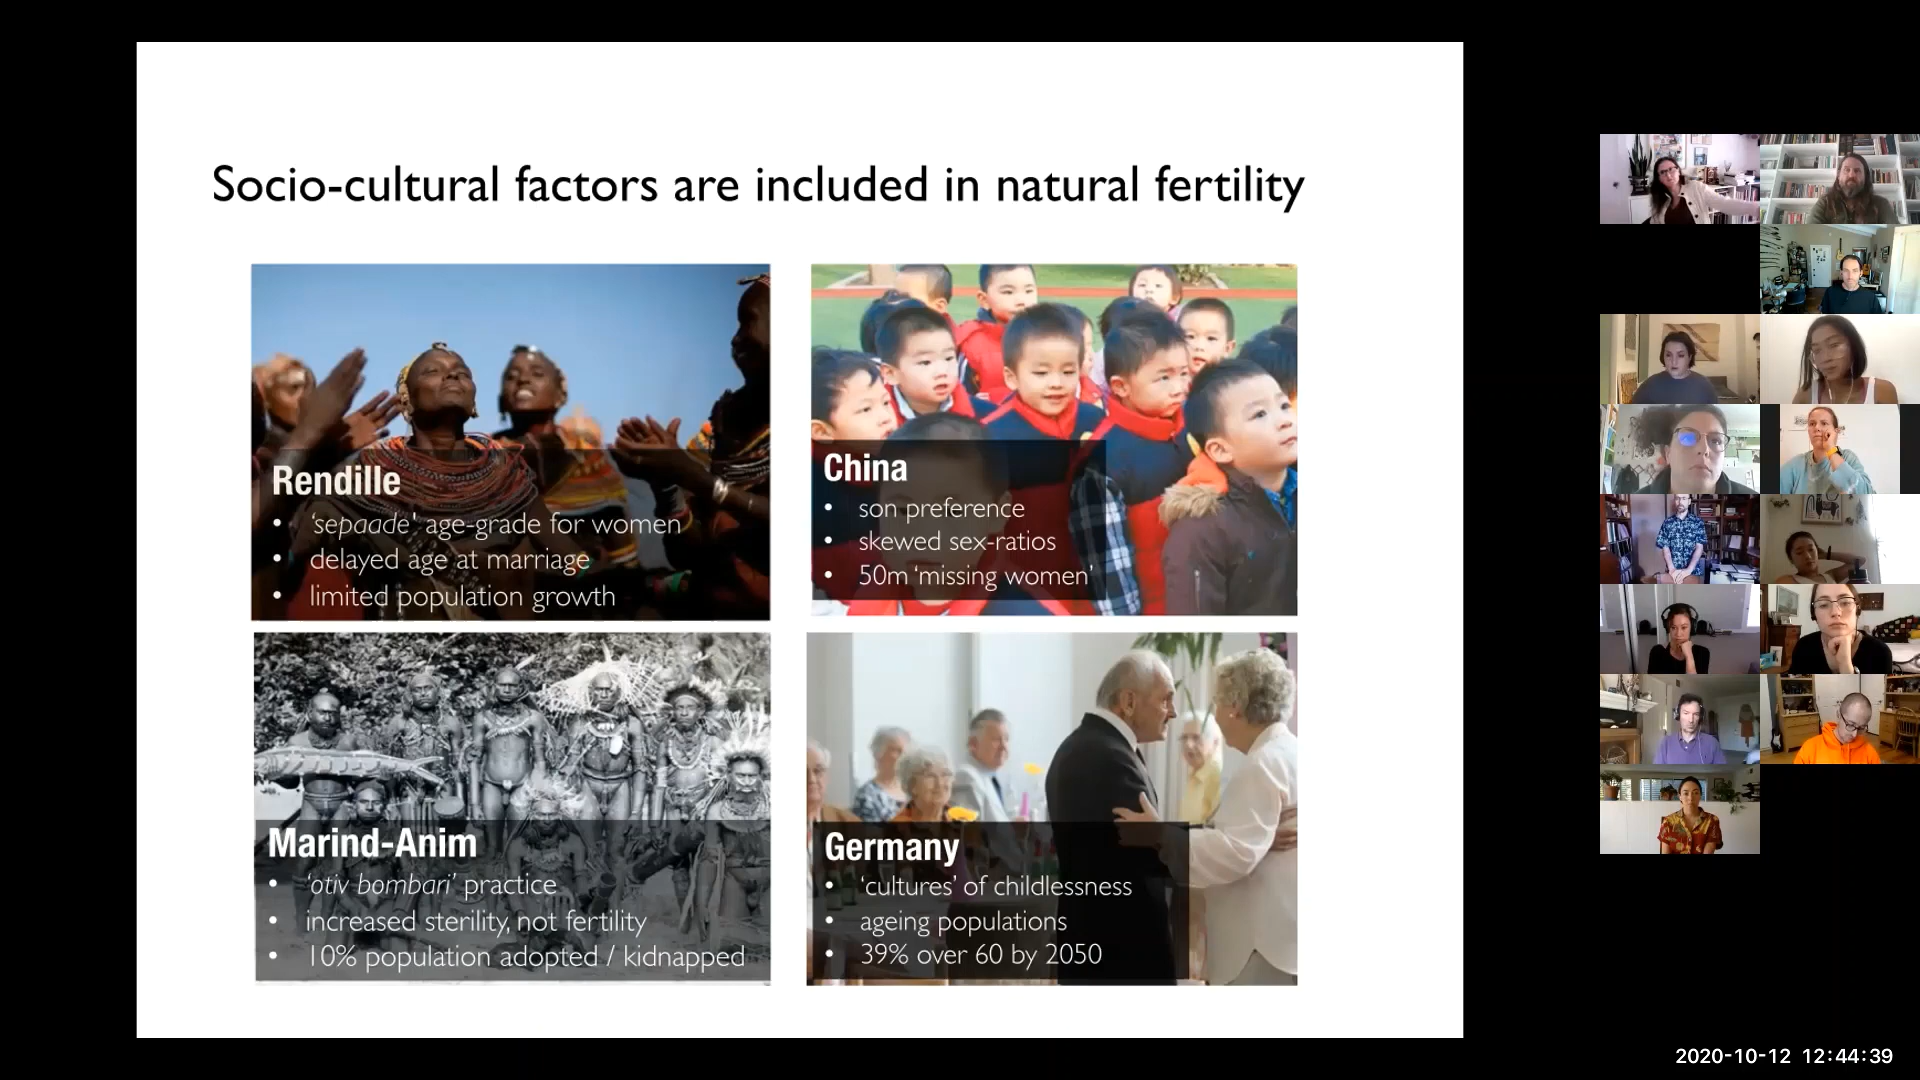 Socio-cultural factors are included in natural fertility
Rendille
• ‘sepaade’ age-grade for women
• delayed age at marriage
• limited population growth
China
• son preference
• skewed sex-ratios
• 50m ‘missing women’
Marind-Anim
• ‘otiv bombari’ practice
• increased sterility, not fertility
• 10% population adopted / kidnapped
Germany
• ‘cultures’ of childlessness
• ageing populations
• 39% over 60 by 2050
2020-10-12 12:44:39